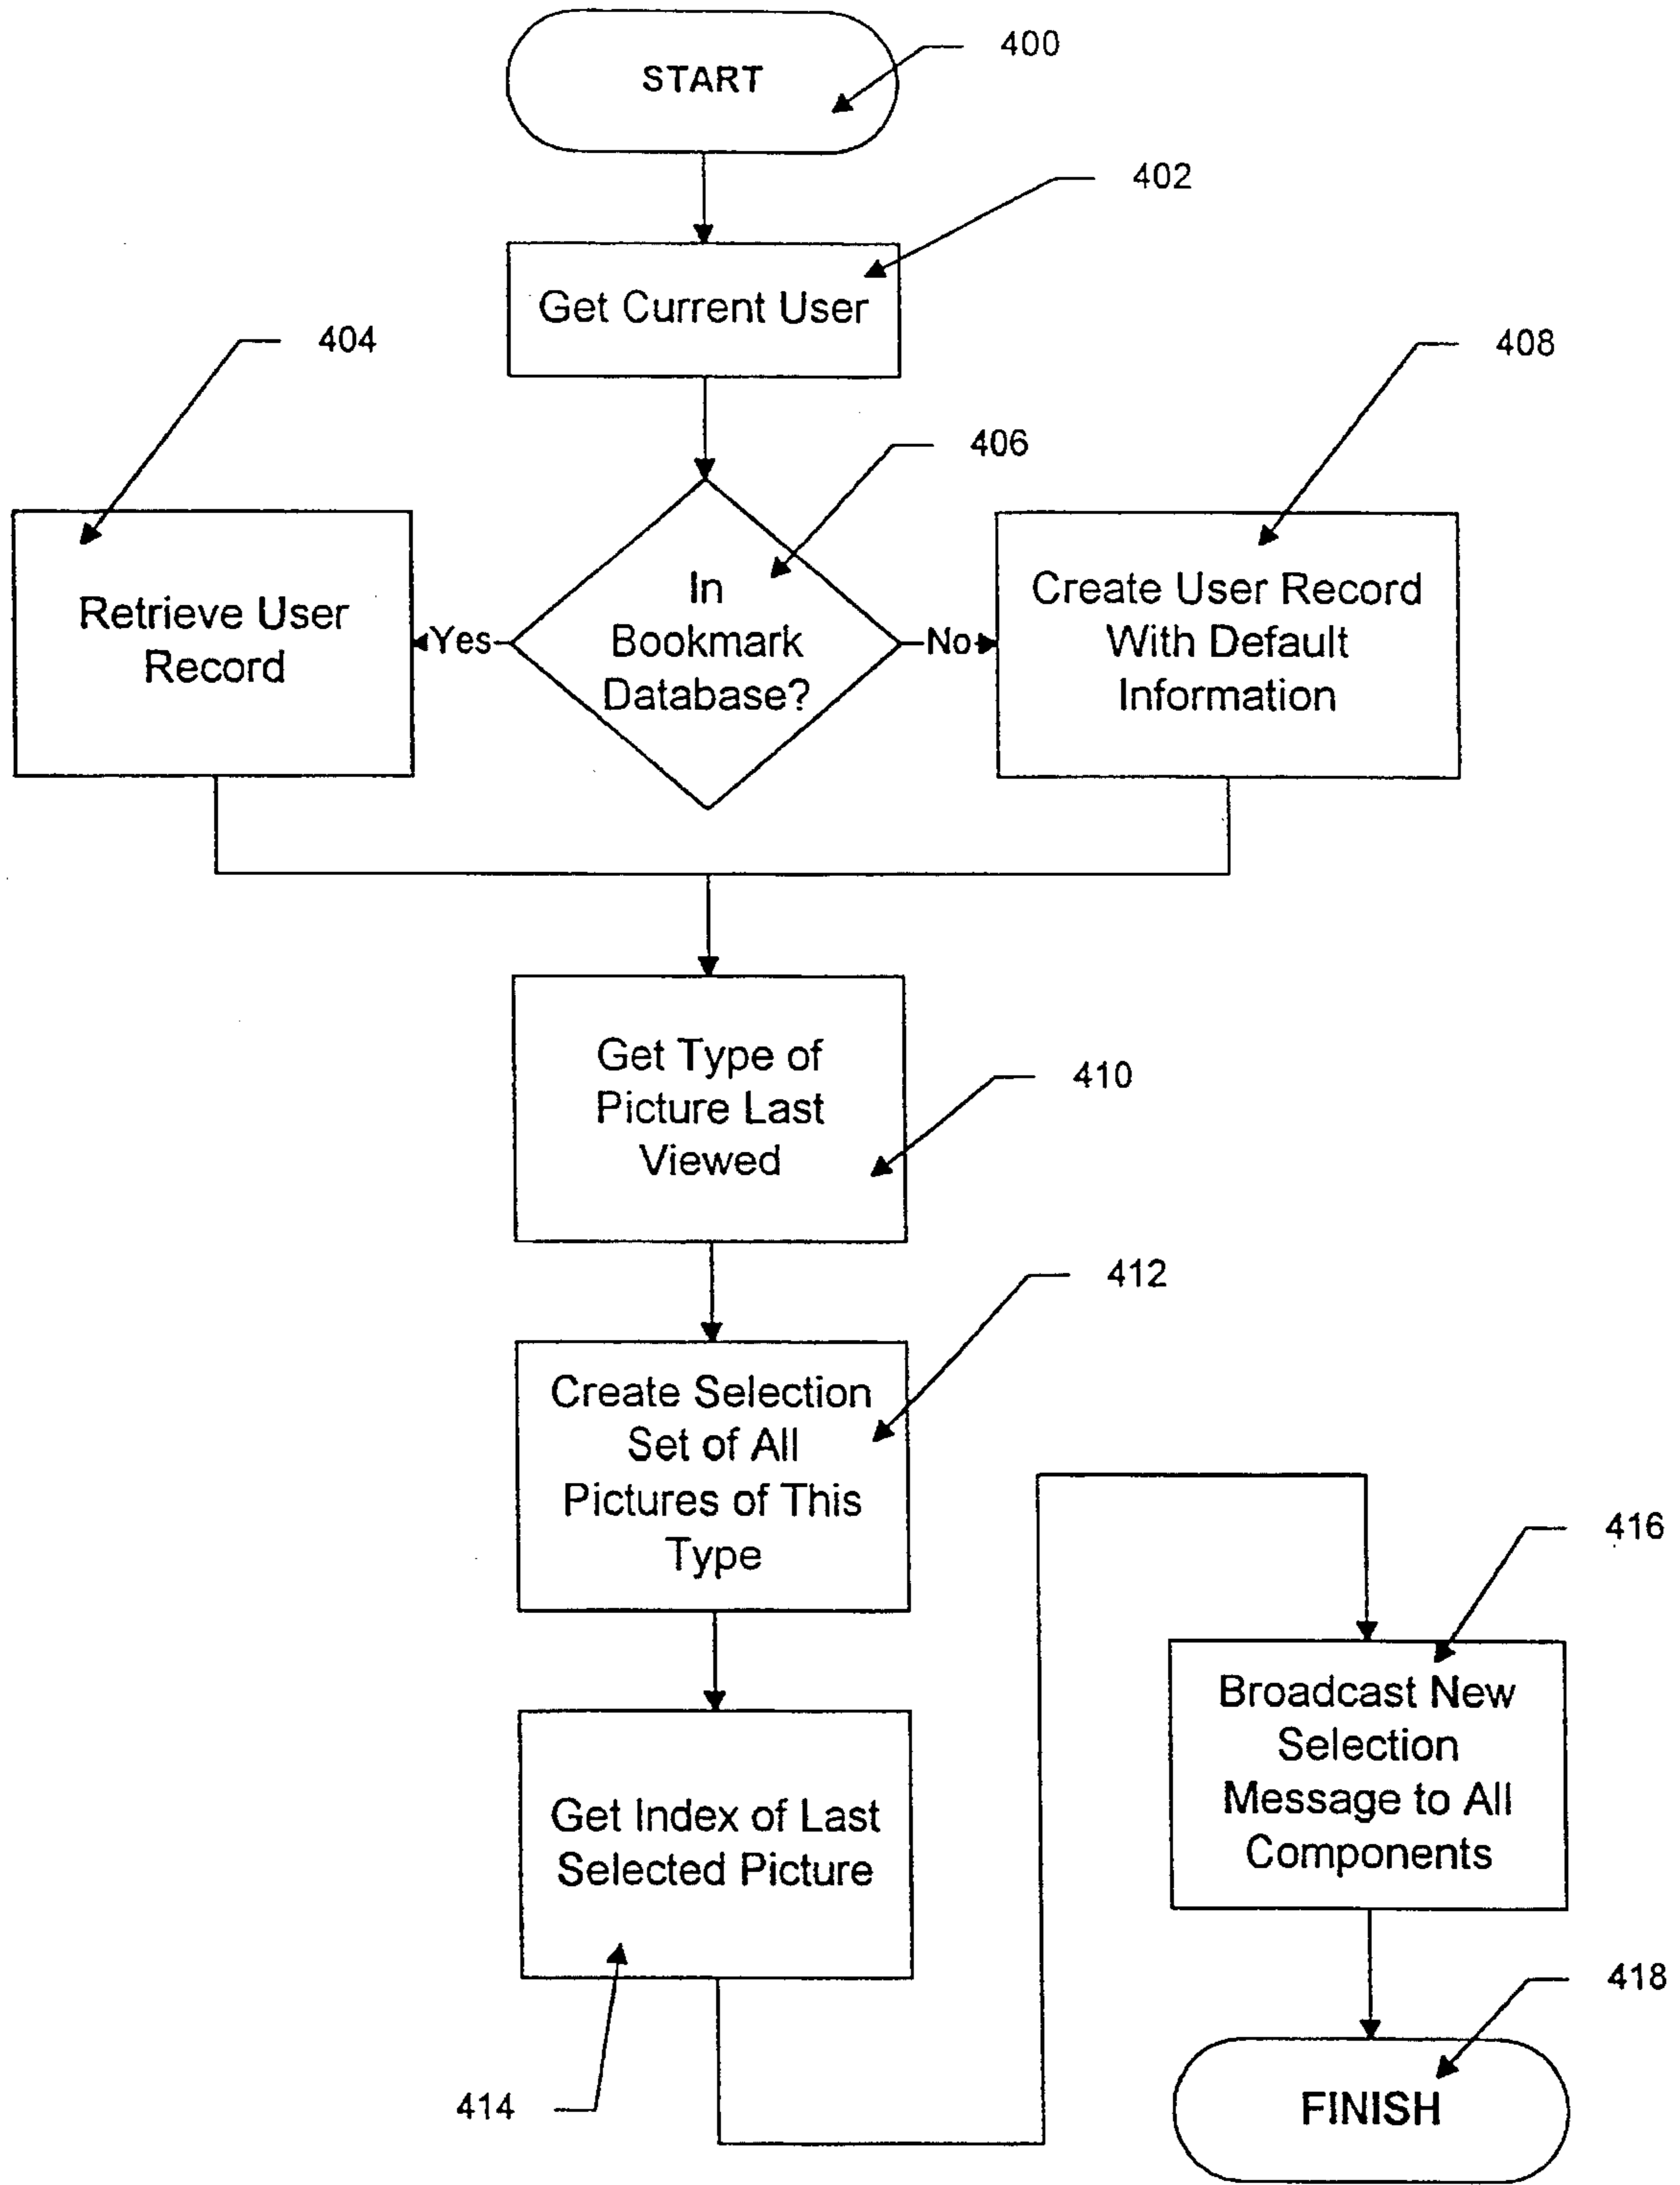 START
400
402
Get Current User
404
408
406
Retrieve User
Record
Yes
In
Bookmark
Database?
No
Create User Record
With Default
Information
Get Type of
Picture Last
Viewed
410
412
Create Selection
Set of All
Pictures of This
Type
416
Get Index of Last
Selected Picture
414
Broadcast New
Selection
Message to All
Components
418
FINISH